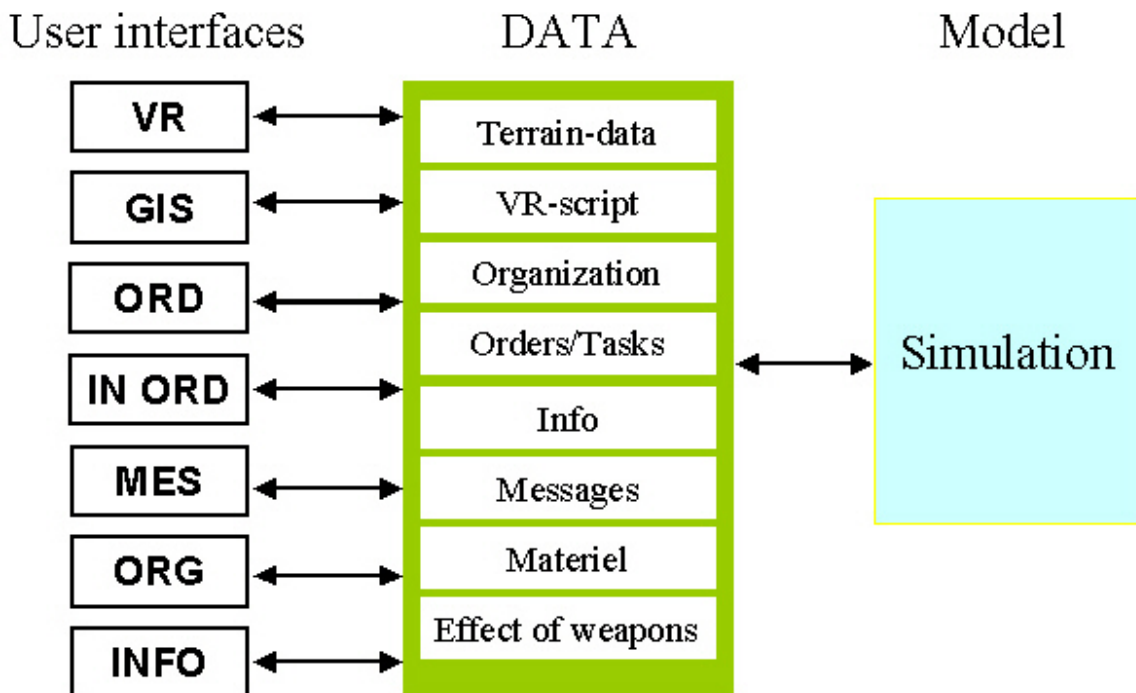 User interfaces
DATA
Model
VR
GIS
ORD
IN ORD
MES
ORG
INFO
Terrain-data
VR-script
Organization
Orders/Tasks
Info
Messages
Materiel
Effect of weapons
Simulation